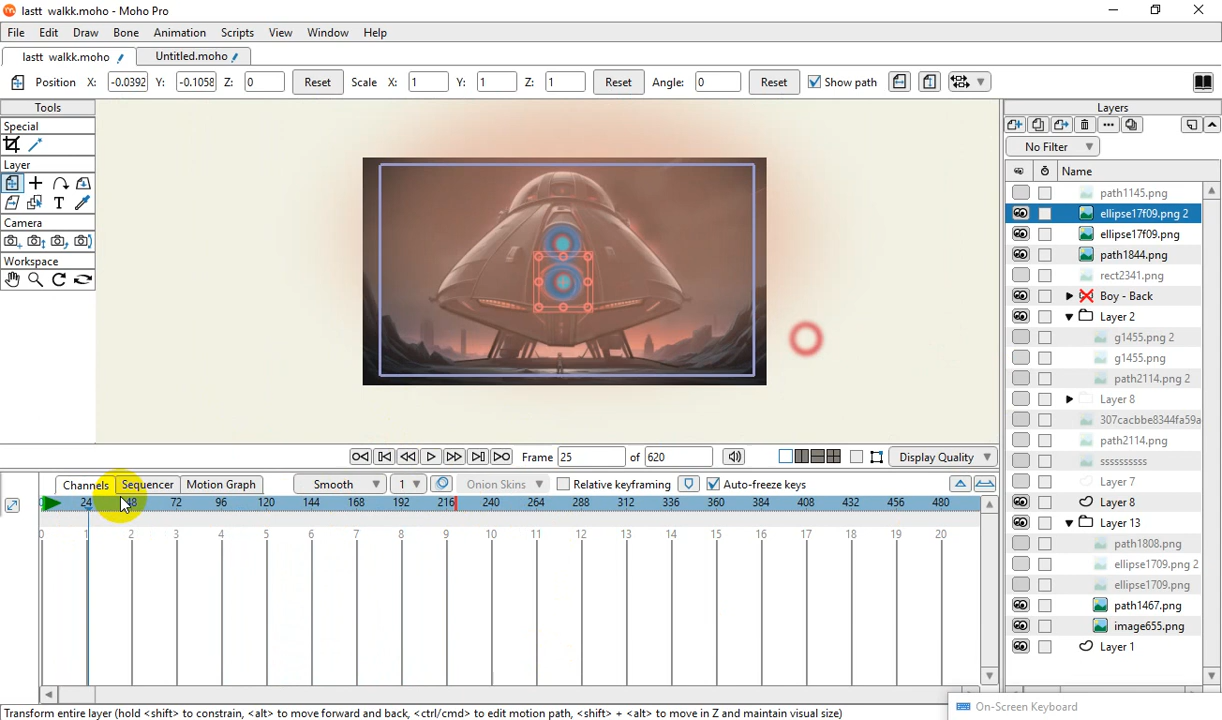 lastt  walkk.moho - Moho Pro
File Edit Draw Bone Animation Scripts View Window Help
lastt  walkk.moho Untitled.moho
Position X: -0.0392 Y: -0.1058 Z: 0 Reset Scale X: 1 Y: 1 Z: 1 Reset Angle: 0 Reset Show path
Tools
Special
Layer
Camera
Workspace
Layers
No Filter
Name
path1145.png
ellipse17f09.png 2
ellipse17f09.png
path1844.png
rect2341.png
Boy - Back
Layer 2
g1455.png 2
g1455.png
path2114.png 2
Layer 8
307cacbbe8344fa59a
path2114.png
ssssssssss
Layer 7
Layer 8
Layer 13
path1808.png
ellipse1709.png 2
ellipse1709.png
path1467.png
image655.png
Layer 1
Frame 25 of 620 Display Quality
Channels Sequencer Motion Graph Smooth 1 Onion Skins Relative keyframing Auto-freeze keys
24 48 72 96 120 144 168 192 216 240 264 288 312 336 360 384 408 432 456 480
0 1 2 3 4 5 6 7 8 9 10 11 12 13 14 15 16 17 18 19 20
On-Screen Keyboard
Transform entire layer (hold <shift> to constrain, <alt> to move forward and back, <ctrl/cmd> to edit motion path, <shift> + <alt> to move in Z and maintain visual size)